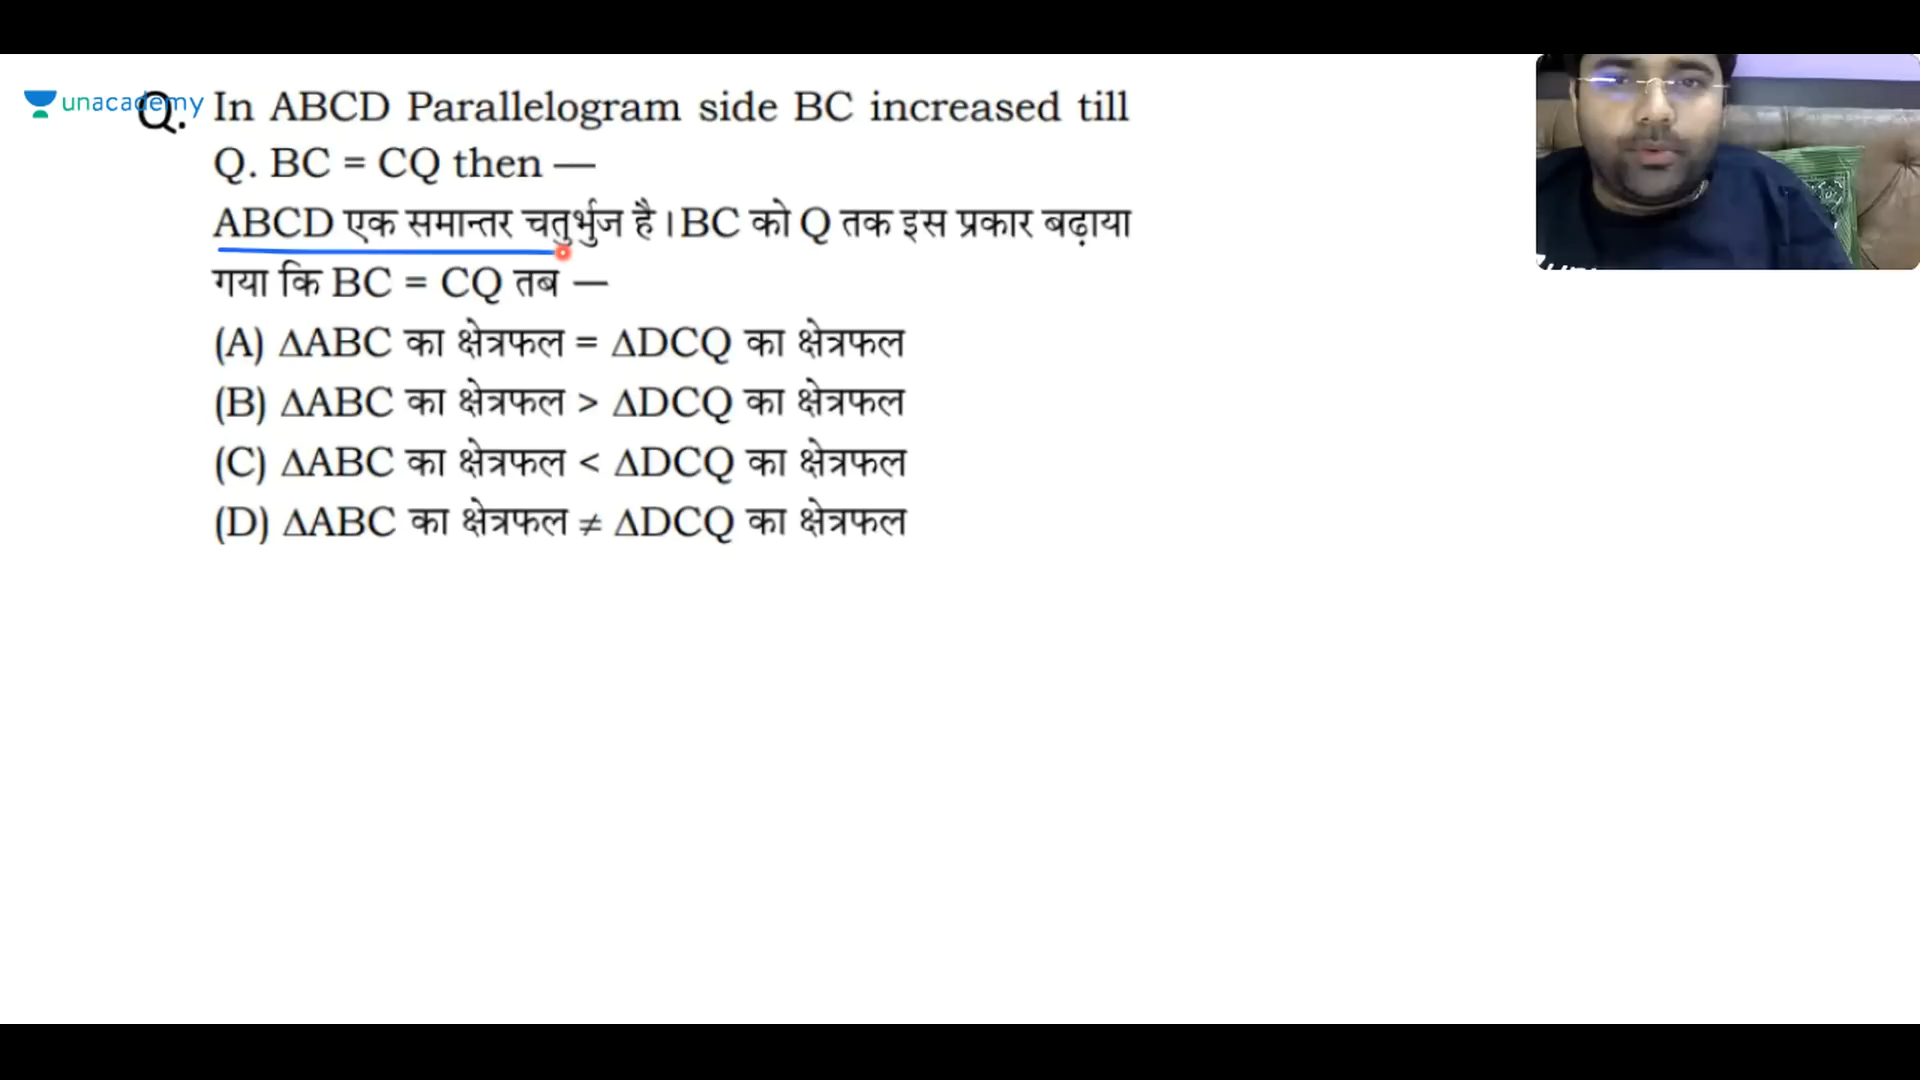 unacademy
Q. In ABCD Parallelogram side BC increased till
Q. BC = CQ then —
ABCD एक समान्तर चतुर्भुज है। BC को Q तक इस प्रकार बढ़ाया
गया कि BC = CQ तब —
(A) ΔABC का क्षेत्रफल = ΔDCQ का क्षेत्रफल
(B) ΔABC का क्षेत्रफल > ΔDCQ का क्षेत्रफल
(C) ΔABC का क्षेत्रफल < ΔDCQ का क्षेत्रफल
(D) ΔABC का क्षेत्रफल ≠ ΔDCQ का क्षेत्रफल